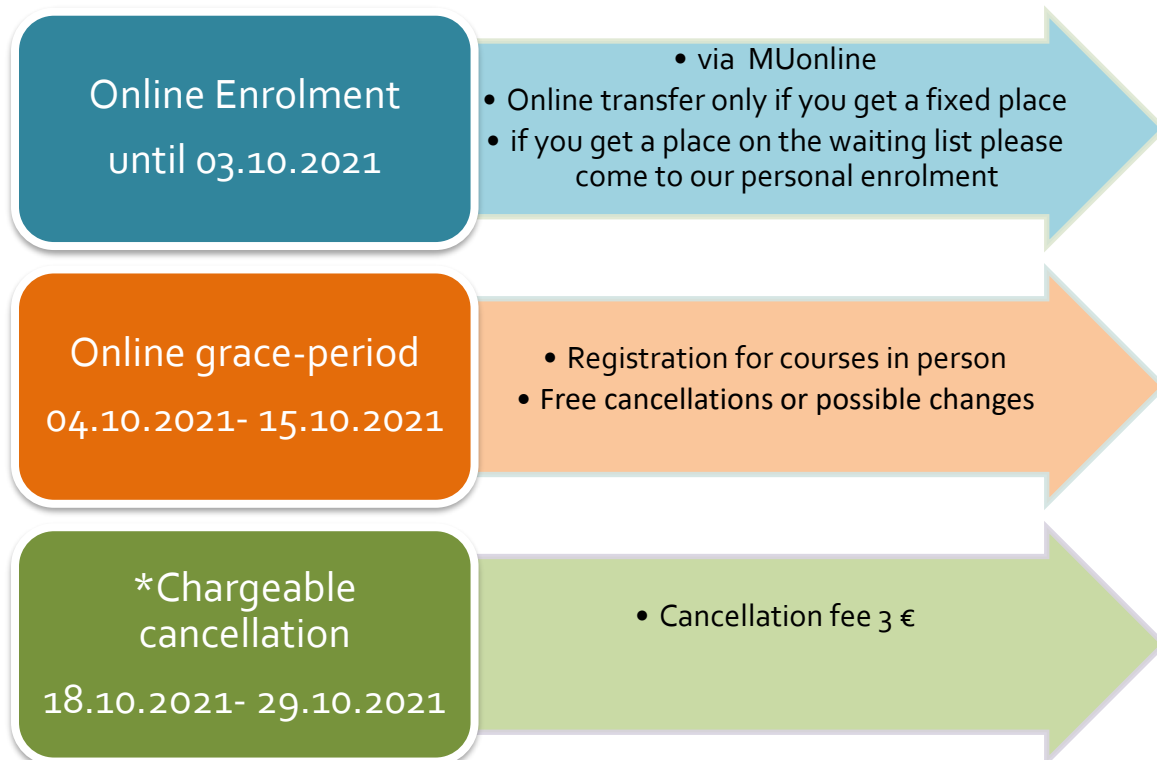 Online Enrolment
until 03.10.2021
• via  MUonline
• Online transfer only if you get a fixed place
• if you get a place on the waiting list please
come to our personal enrolment
Online grace-period
04.10.2021- 15.10.2021
• Registration for courses in person
• Free cancellations or possible changes
*Chargeable
cancellation
18.10.2021- 29.10.2021
• Cancellation fee 3 €